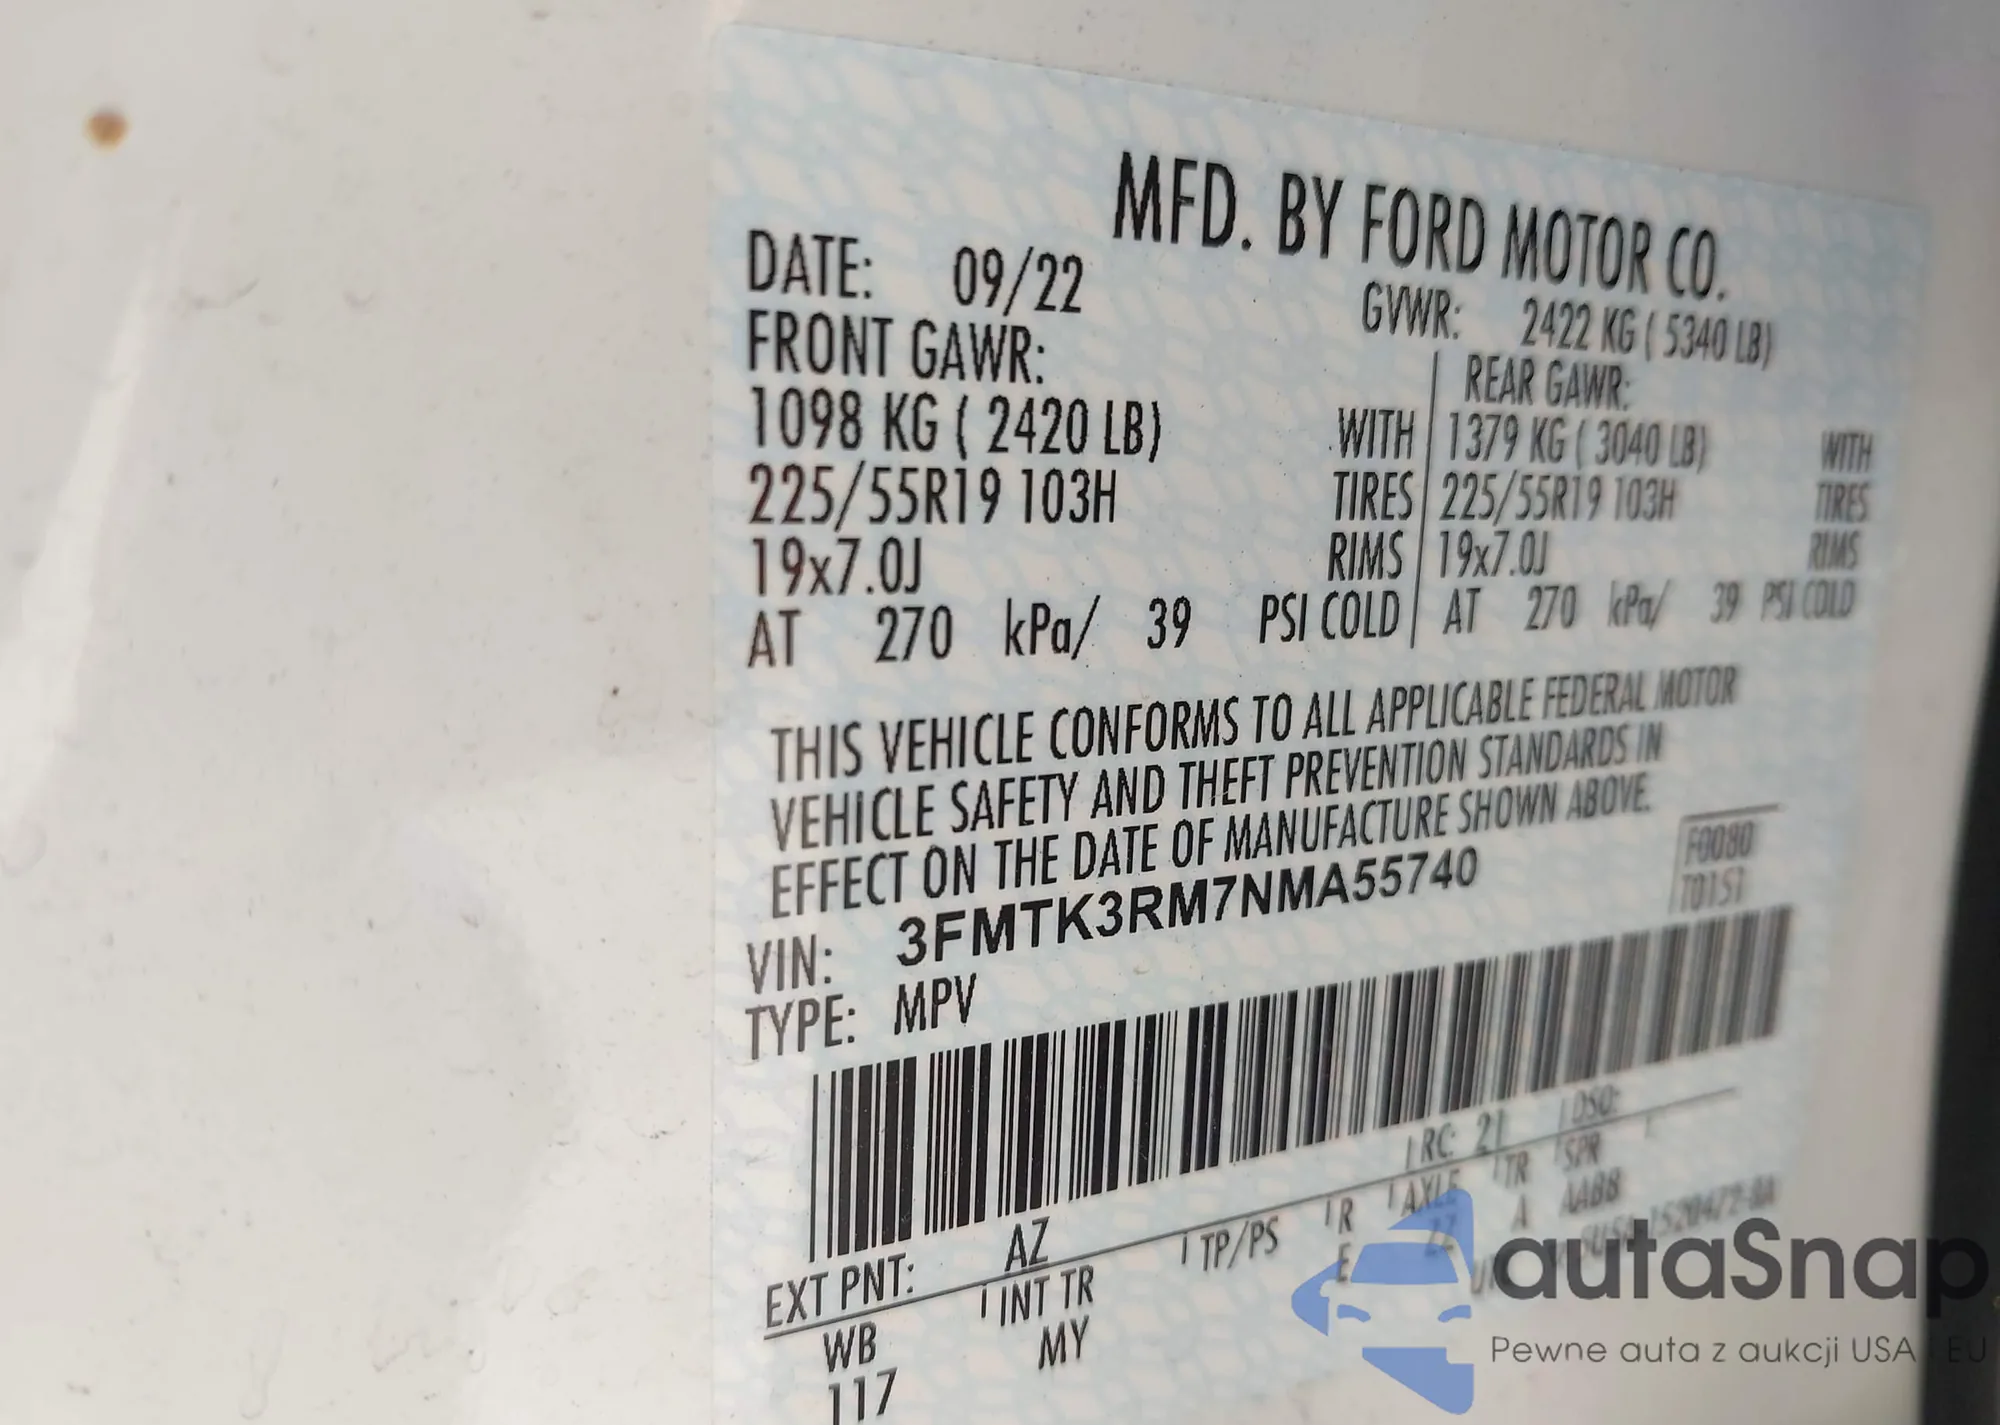 MFD. BY FORD MOTOR CO.
DATE: 09/22
GVWR: 2422 KG ( 5340 LB)
FRONT GAWR:
REAR GAWR:
1098 KG ( 2420 LB) WITH
1379 KG ( 3040 LB) WITH
225/55R19 103H TIRES
225/55R19 103H TIRES
19x7.0J RIMS
19x7.0J RIMS
AT 270 kPa/ 39 PSI COLD
AT 270 kPa/ 39 PSI COLD
THIS VEHICLE CONFORMS TO ALL APPLICABLE FEDERAL MOTOR
VEHICLE SAFETY AND THEFT PREVENTION STANDARDS IN
EFFECT ON THE DATE OF MANUFACTURE SHOWN ABOVE.
F0080
T0151
VIN: 3FMTK3RM7NMA55740
TYPE: MPV
EXT PNT: AZ
RC: 21
DSO:
WB
INT TR
TP/PS
R
AXLE
TR
SPR
117
MY
E
A
AABB
autaSnap
Pewne auta z aukcji USA i EU